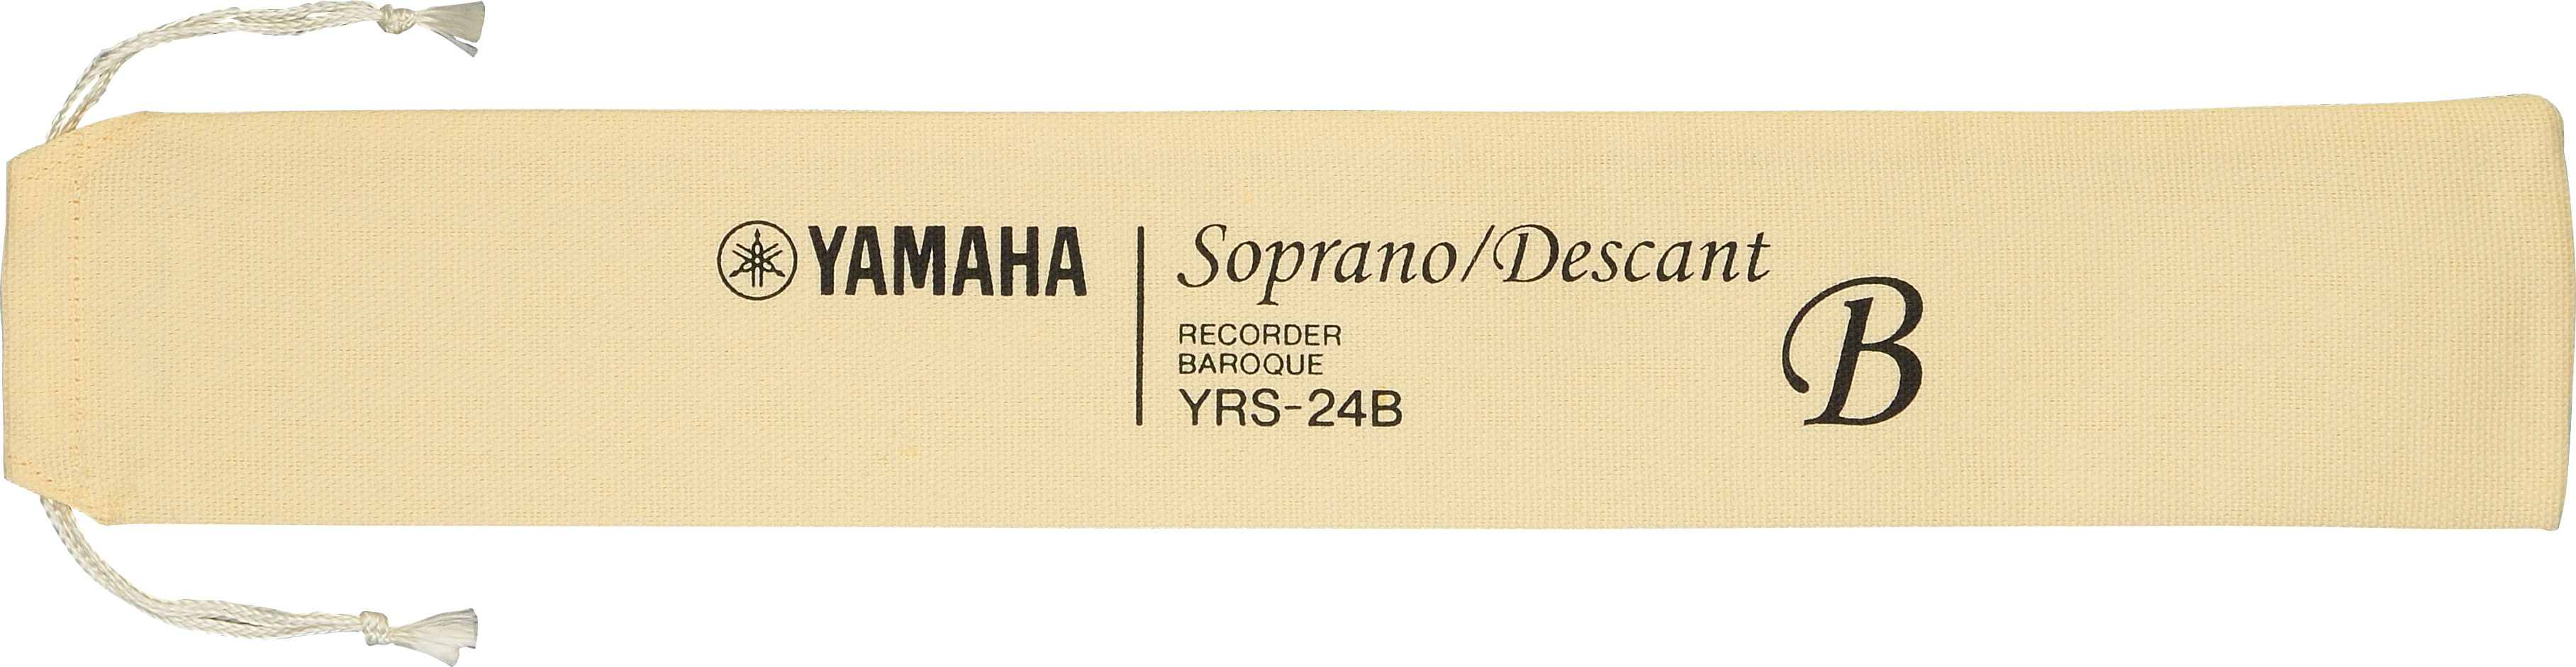 YAMAHA
Soprano/Descant
RECORDER
BAROQUE
YRS-24B
B